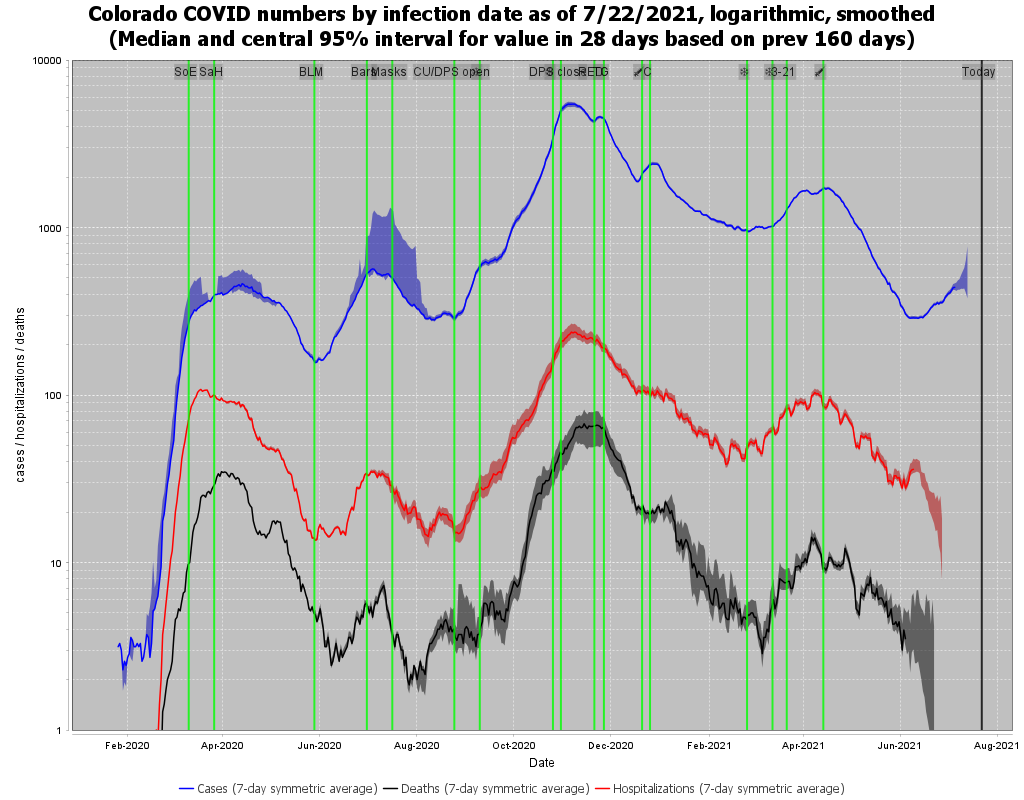 Colorado COVID numbers by infection date as of 7/22/2021, logarithmic, smoothed
(Median and central 95% interval for value in 28 days based on prev 160 days)
10000
SoE SaH BLM Bars Masks CU/DPS open DPS close RED C 3-21 Today
1000
100
10
1
cases / hospitalizations / deaths
Feb-2020 Apr-2020 Jun-2020 Aug-2020 Oct-2020 Dec-2020 Feb-2021 Apr-2021 Jun-2021 Aug-2021
Date
Cases (7-day symmetric average) Deaths (7-day symmetric average) Hospitalizations (7-day symmetric average)